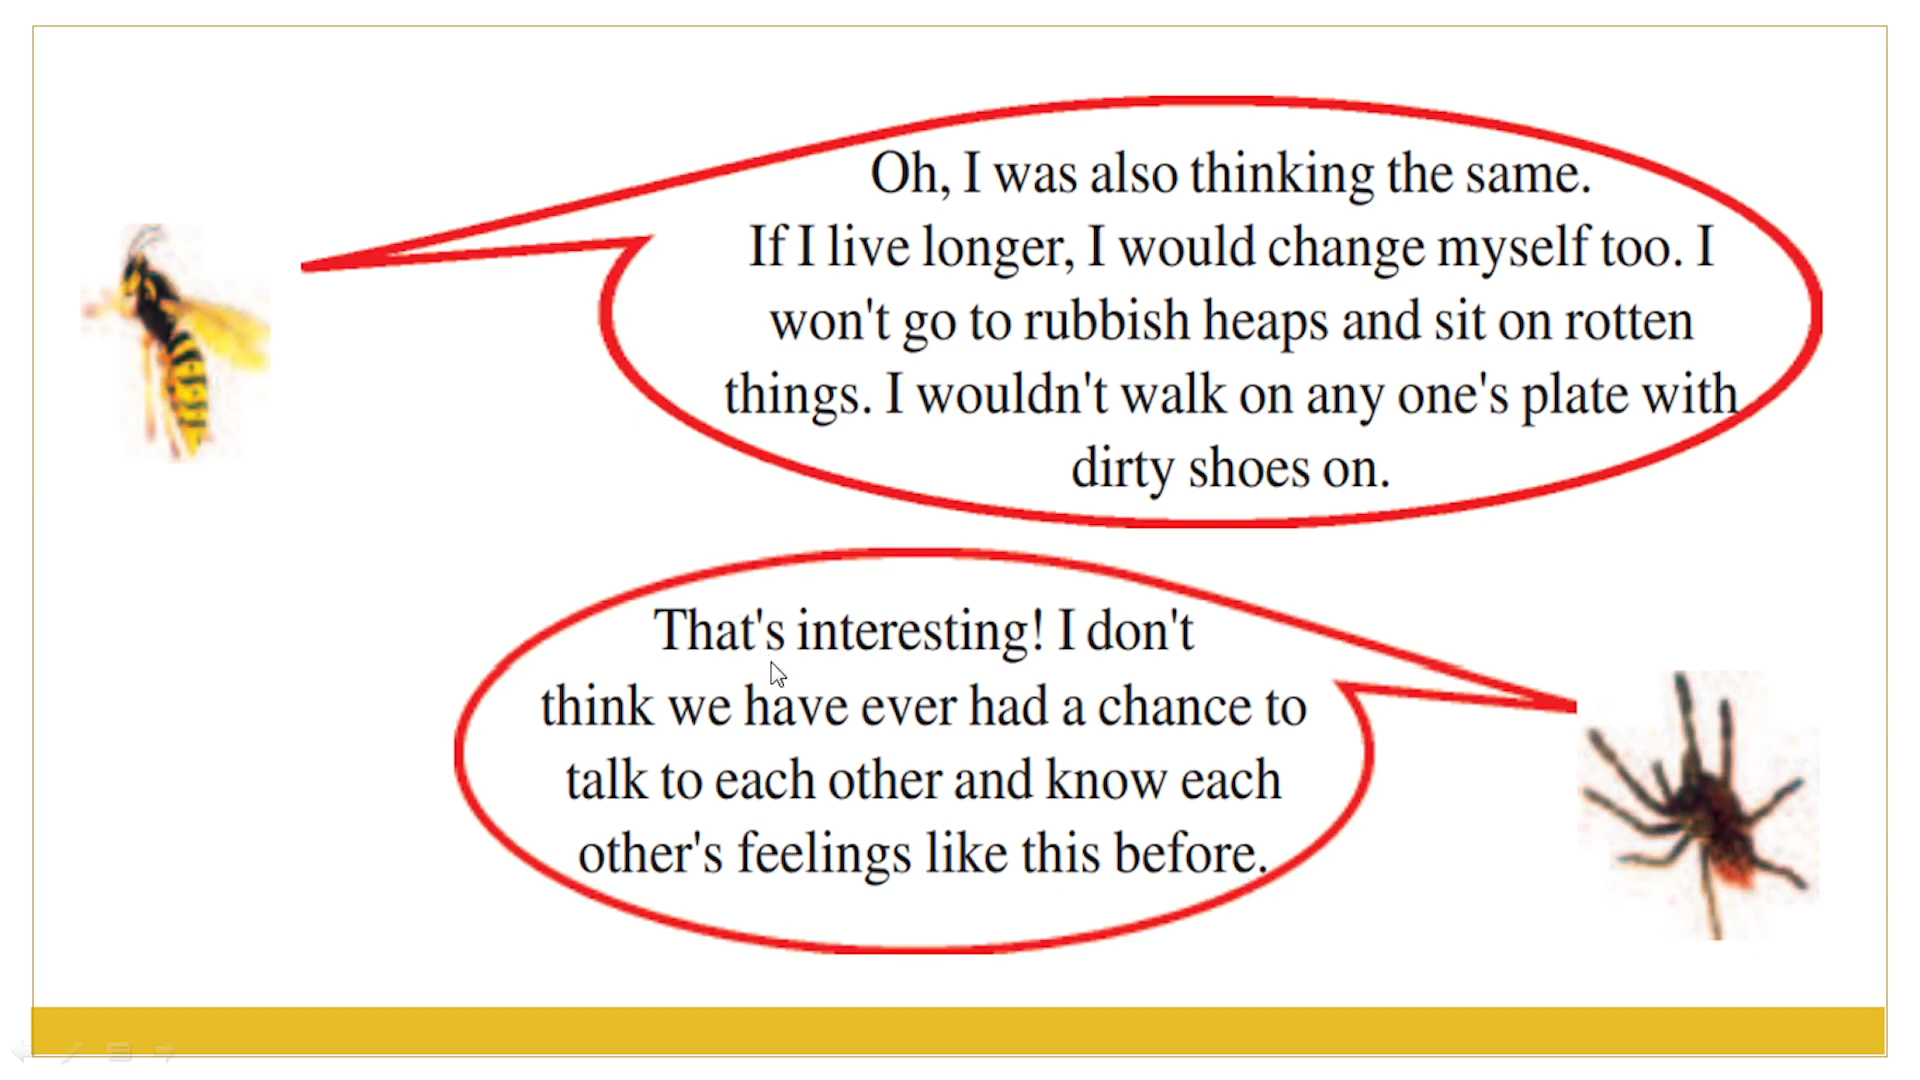 Oh, I was also thinking the same.
If I live longer, I would change myself too. I
won't go to rubbish heaps and sit on rotten
things. I wouldn't walk on any one's plate with
dirty shoes on.
That's interesting! I don't
think we have ever had a chance to
talk to each other and know each
other's feelings like this before.